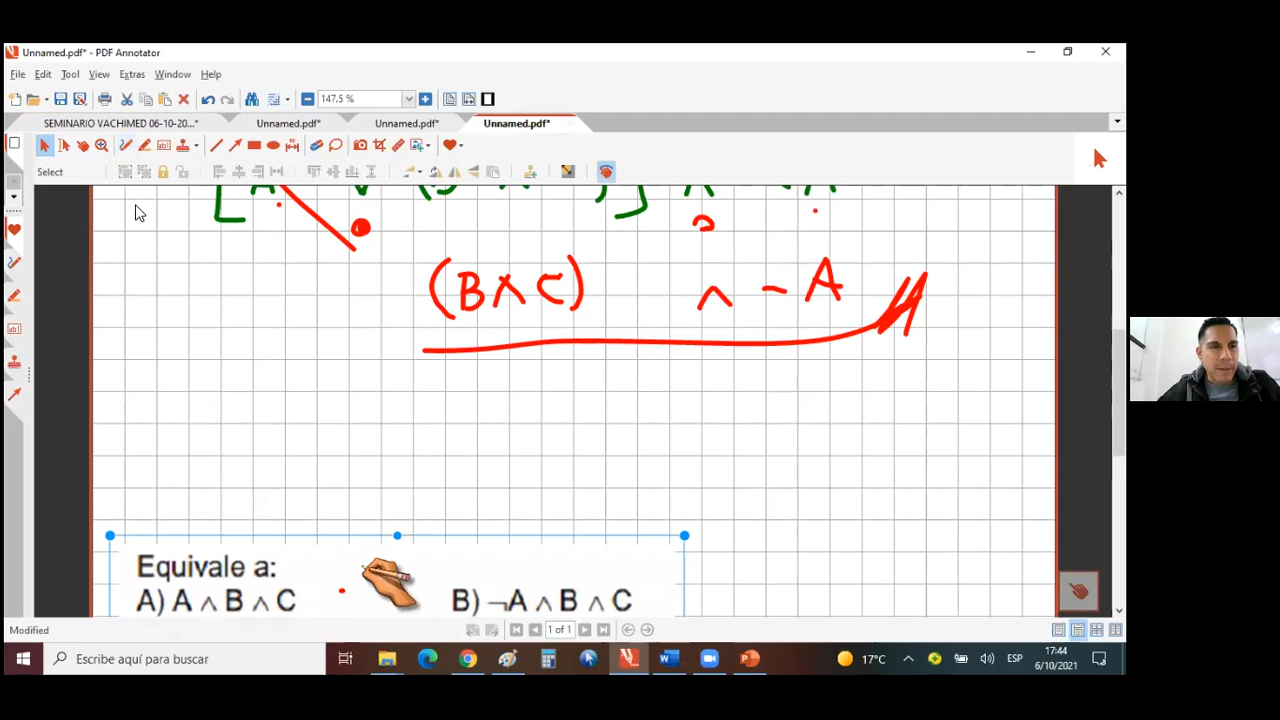 Unnamed.pdf* - PDF Annotator
File Edit Tool View Extras Window Help
147.5 %
SEMINARIO VACHIMED 06-10-20...* Unnamed.pdf* Unnamed.pdf* Unnamed.pdf*
Select
(B ∧ C) ∧ - A
Equivale a:
A) A ∧ B ∧ C B) ¬A ∧ B ∧ C
Modified 1 of 1
Escribe aquí para buscar 17°C ESP 17:44
6/10/2021